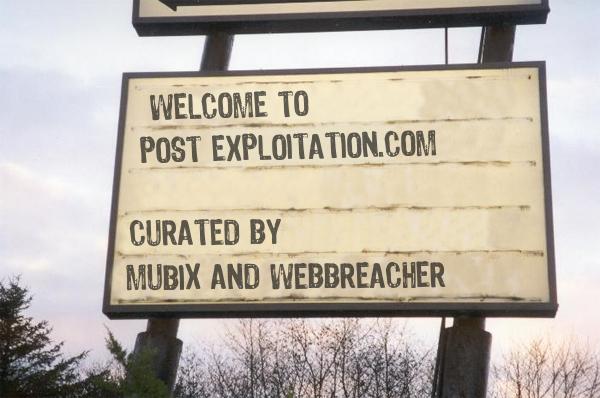 WELCOME TO
POST EXPLOITATION.COM
CURATED BY
MUBIX AND WEBBREACHER